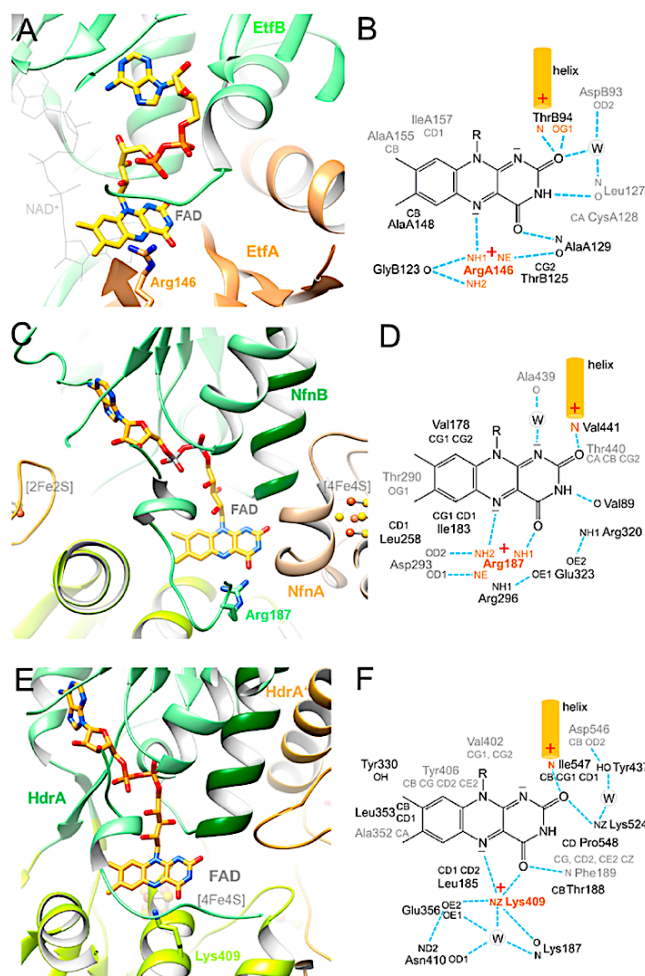 A
EtfB
NAD⁺
FAD
EtfA
Arg146
B
helix
+
AspB93
OD2
ThrB94
N OG1
IleA157
CD1
AlaA155
CB
R
W
N
O
Leu127
O
HN
CA CysA128
CB
AlaA148
N
O
N
O
AlaA129
GlyB123 O
NH1 + NE
ArgA146
NH2
CG2
ThrB125
C
NfnB
[2Fe2S]
[4Fe4S]
FAD
NfnA
Arg187
D
helix
+
Ala439
O
W
N Val441
Val178
CG1 CG2
R
Thr440
CA CB CG2
Thr290
OG1
N
N
O
NH
O Val89
CG1 CD1
Ile183
CD1
Leu258
N
O
NH1 Arg320
OD2
Asp293
OD1
NH2 + NH1
Arg187
NE
OE2
OE1 Glu323
NH1
Arg296
E
HdrA'
HdrA
FAD
[4Fe4S]
Lys409
F
helix
+
Asp546
CB OD2
Val402
CG1, CG2
N Ile547
CB CG1 CD1
HO Tyr437
Tyr330
OH
Tyr406
CB CG CD2 CE2
R
W
Leu353 CB
CD1
N
N
O
NZ Lys524
Ala352 CA
NH
CD Pro548
CG, CD2, CE2 CZ
N
O
N Phe189
CD1 CD2
Leu185
CB Thr188
+
NZ Lys409
Glu356 OE2
OE1
W
O
N Lys187
ND2
Asn410 OD1